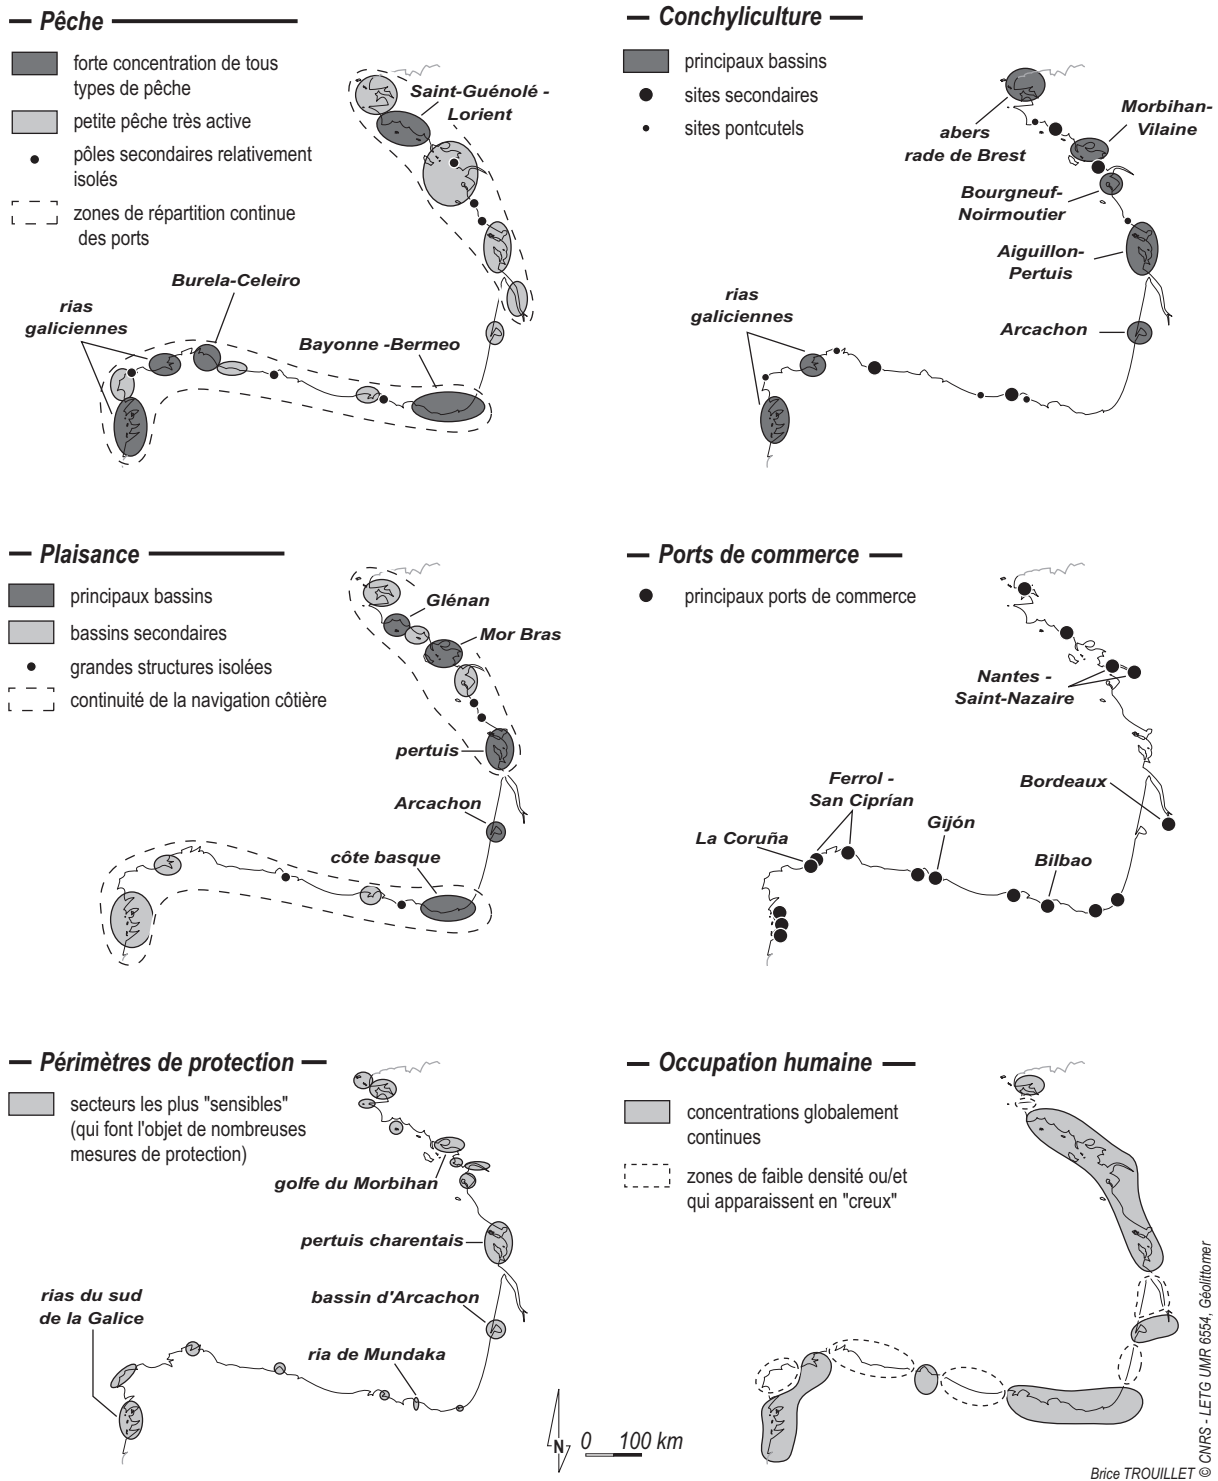 Pêche
forte concentration de tous
types de pêche
petite pêche très active
pôles secondaires relativement
isolés
zones de répartition continue
des ports
Saint-Guénolé -
Lorient
Burela-Celeiro
rias
galiciennes
Bayonne -Bermeo
Conchyliculture
principaux bassins
sites secondaires
sites pontcutels
abers
rade de Brest
Morbihan-
Vilaine
Bourgneuf-
Noirmoutier
Aiguillon-
Pertuis
Arcachon
rias
galiciennes
Plaisance
principaux bassins
bassins secondaires
grandes structures isolées
continuité de la navigation côtière
Glénan
Mor Bras
pertuis
Arcachon
côte basque
Ports de commerce
principaux ports de commerce
Nantes -
Saint-Nazaire
Bordeaux
Ferrol -
San Ciprían
La Coruña
Gijón
Bilbao
Périmètres de protection
secteurs les plus "sensibles"
(qui font l'objet de nombreuses
mesures de protection)
golfe du Morbihan
pertuis charentais
bassin d'Arcachon
rias du sud
de la Galice
ria de Mundaka
Occupation humaine
concentrations globalement
continues
zones de faible densité ou/et
qui apparaissent en "creux"
N
0 100 km
Brice TROUILLET © CNRS - LETG UMR 6554, Géolittomer